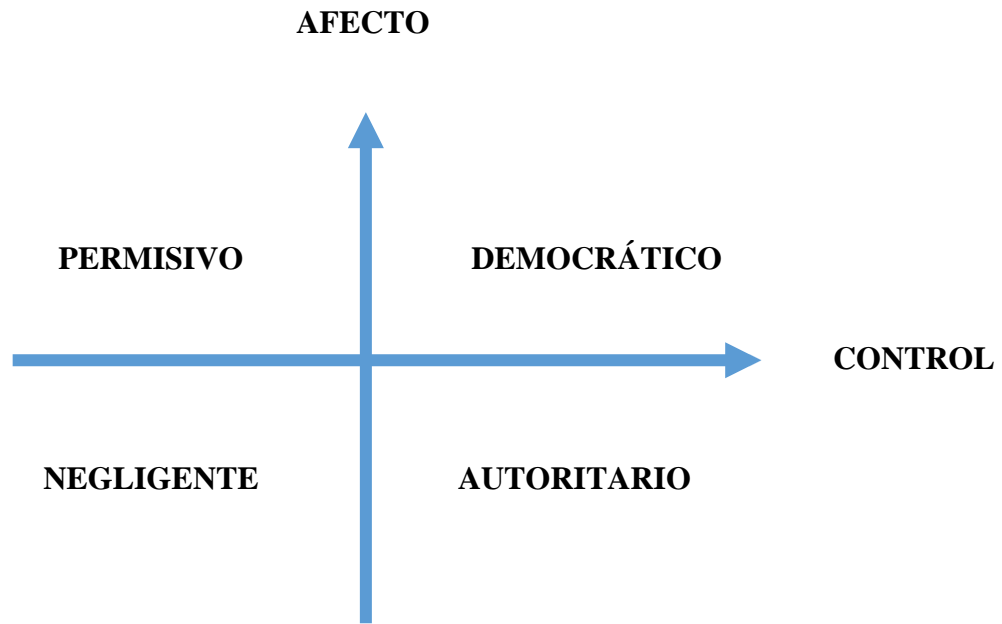 AFECTO
PERMISIVO DEMOCRÁTICO
CONTROL
NEGLIGENTE AUTORITARIO